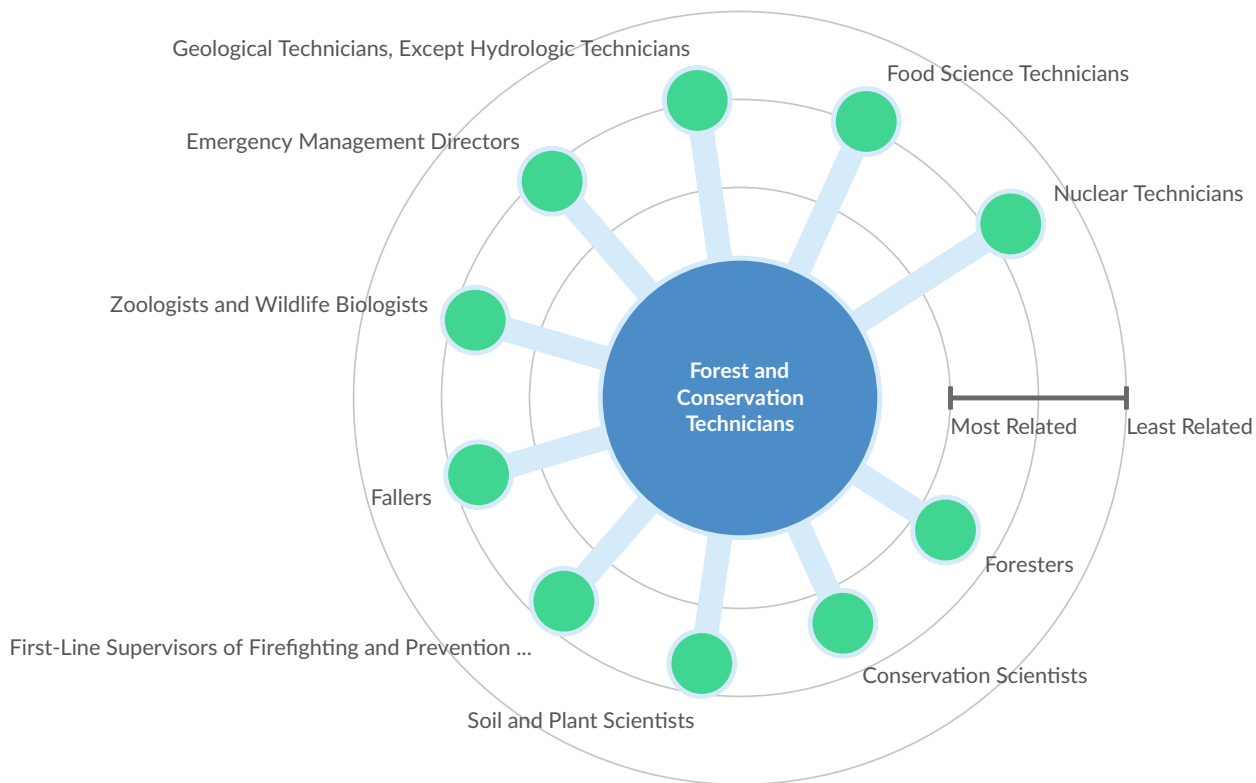 Geological Technicians, Except Hydrologic Technicians
Food Science Technicians
Emergency Management Directors
Nuclear Technicians
Zoologists and Wildlife Biologists
Forest and
Conservation
Technicians
Most Related
Least Related
Fallers
Foresters
First-Line Supervisors of Firefighting and Prevention ...
Conservation Scientists
Soil and Plant Scientists